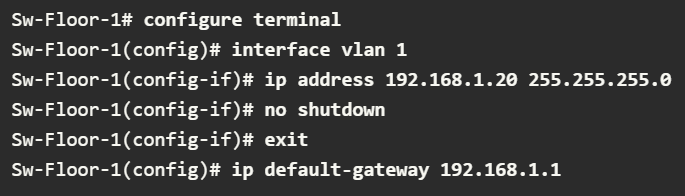 Sw-Floor-1# configure terminal
Sw-Floor-1(config)# interface vlan 1
Sw-Floor-1(config-if)# ip address 192.168.1.20 255.255.255.0
Sw-Floor-1(config-if)# no shutdown
Sw-Floor-1(config-if)# exit
Sw-Floor-1(config)# ip default-gateway 192.168.1.1